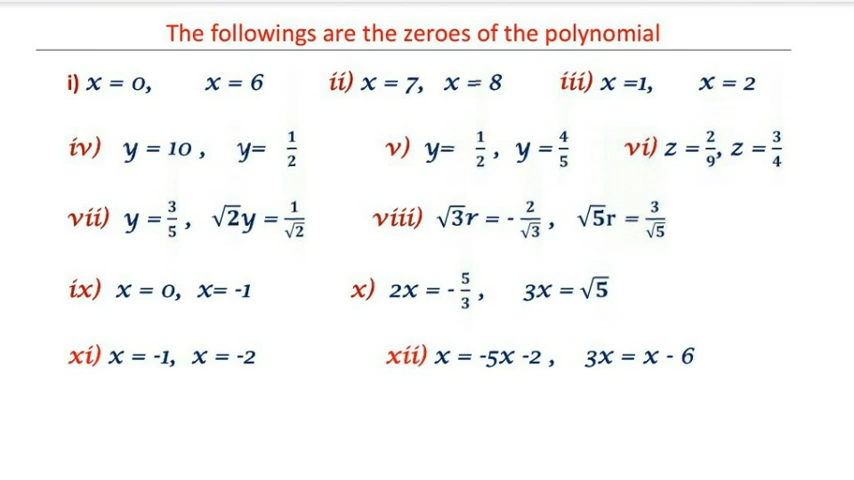 The followings are the zeroes of the polynomial
i) x = 0, x = 6 ii) x = 7, x = 8 iii) x =1, x = 2
iv) y = 10 , y= 1/2 v) y= 1/2 , y = 4/5 vi) z = 2/9, z = 3/4
vii) y = 3/5 , √2y = 1/√2 viii) √3r = - 2/√3 , √5r = 3/√5
ix) x = 0, x= -1 x) 2x = - 5/3 , 3x = √5
xi) x = -1, x = -2 xii) x = -5x -2 , 3x = x - 6